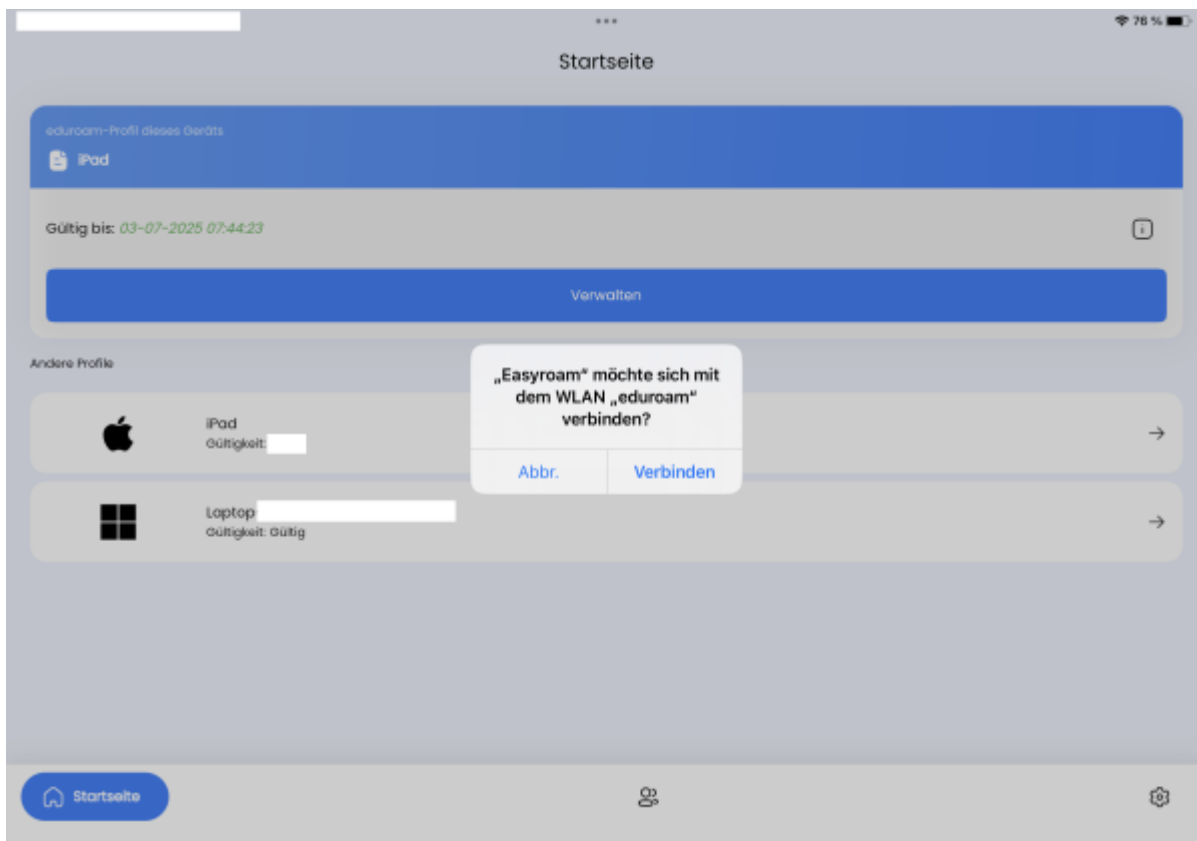 76 %
Startseite
eduroam-Profil dieses Geräts
iPad
Gültig bis: 03-07-2025 07:44:23
Verwalten
Andere Profile
iPad
Gültigkeit:
Laptop
Gültigkeit: Gültig
„Easyroam“ möchte sich mit
dem WLAN „eduroam“
verbinden?
Abbr.
Verbinden
Startseite